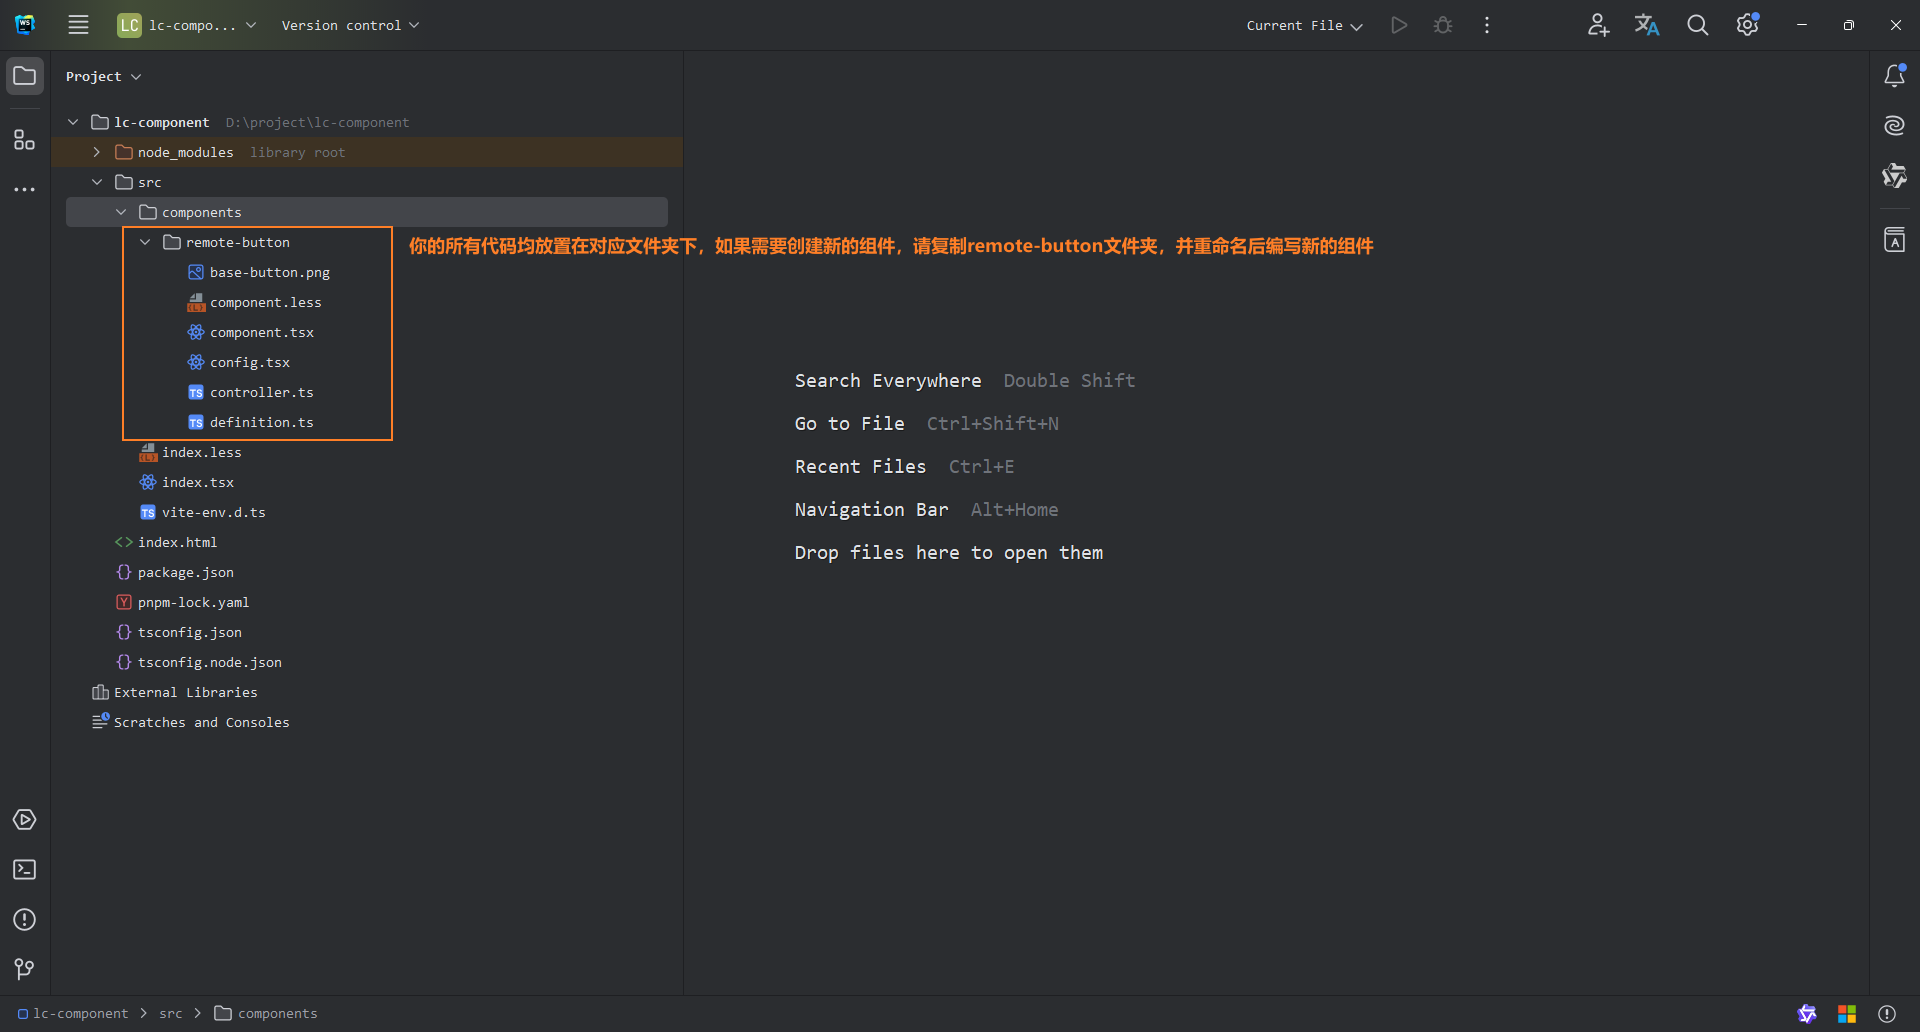 LC lc-compo... Version control Current File
Project
lc-component D:\project\lc-component
node_modules library root
src
components
remote-button
你的所有代码均放置在对应文件夹下，如果需要创建新的组件，请复制remote-button文件夹，并重命名后编写新的组件
base-button.png
component.less
component.tsx
config.tsx
controller.ts
definition.ts
index.less
index.tsx
vite-env.d.ts
index.html
package.json
pnpm-lock.yaml
tsconfig.json
tsconfig.node.json
External Libraries
Scratches and Consoles
Search Everywhere Double Shift
Go to File Ctrl+Shift+N
Recent Files Ctrl+E
Navigation Bar Alt+Home
Drop files here to open them
lc-component src components